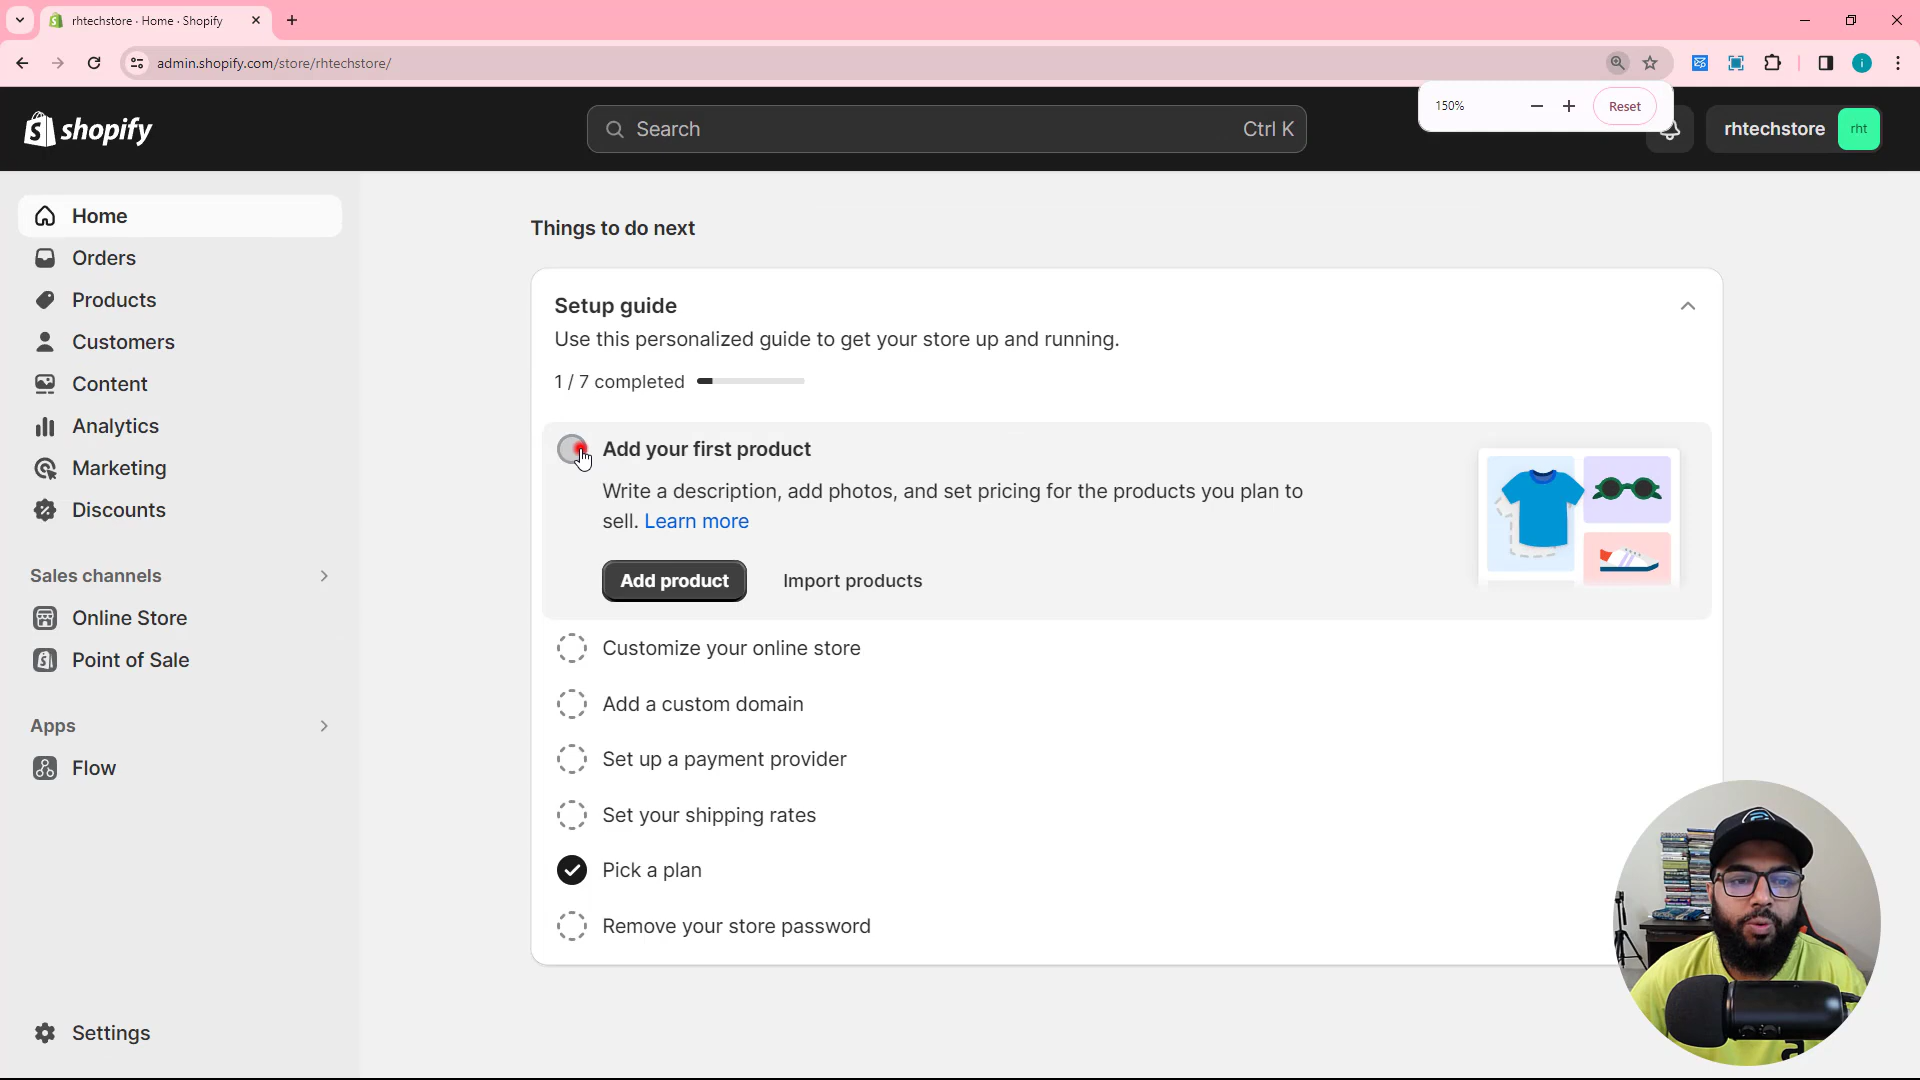 rhtechstore · Home · Shopify
admin.shopify.com/store/rhtechstore/
i
150%
Reset
shopify
Search
Ctrl K
rhtechstore
rht
Home
Orders
Products
Customers
Content
Analytics
Marketing
Discounts
Sales channels
Online Store
Point of Sale
Apps
Flow
Settings
Things to do next
Setup guide
Use this personalized guide to get your store up and running.
1 / 7 completed
Add your first product
Write a description, add photos, and set pricing for the products you plan to
sell. Learn more
Add product
Import products
Customize your online store
Add a custom domain
Set up a payment provider
Set your shipping rates
Pick a plan
Remove your store password